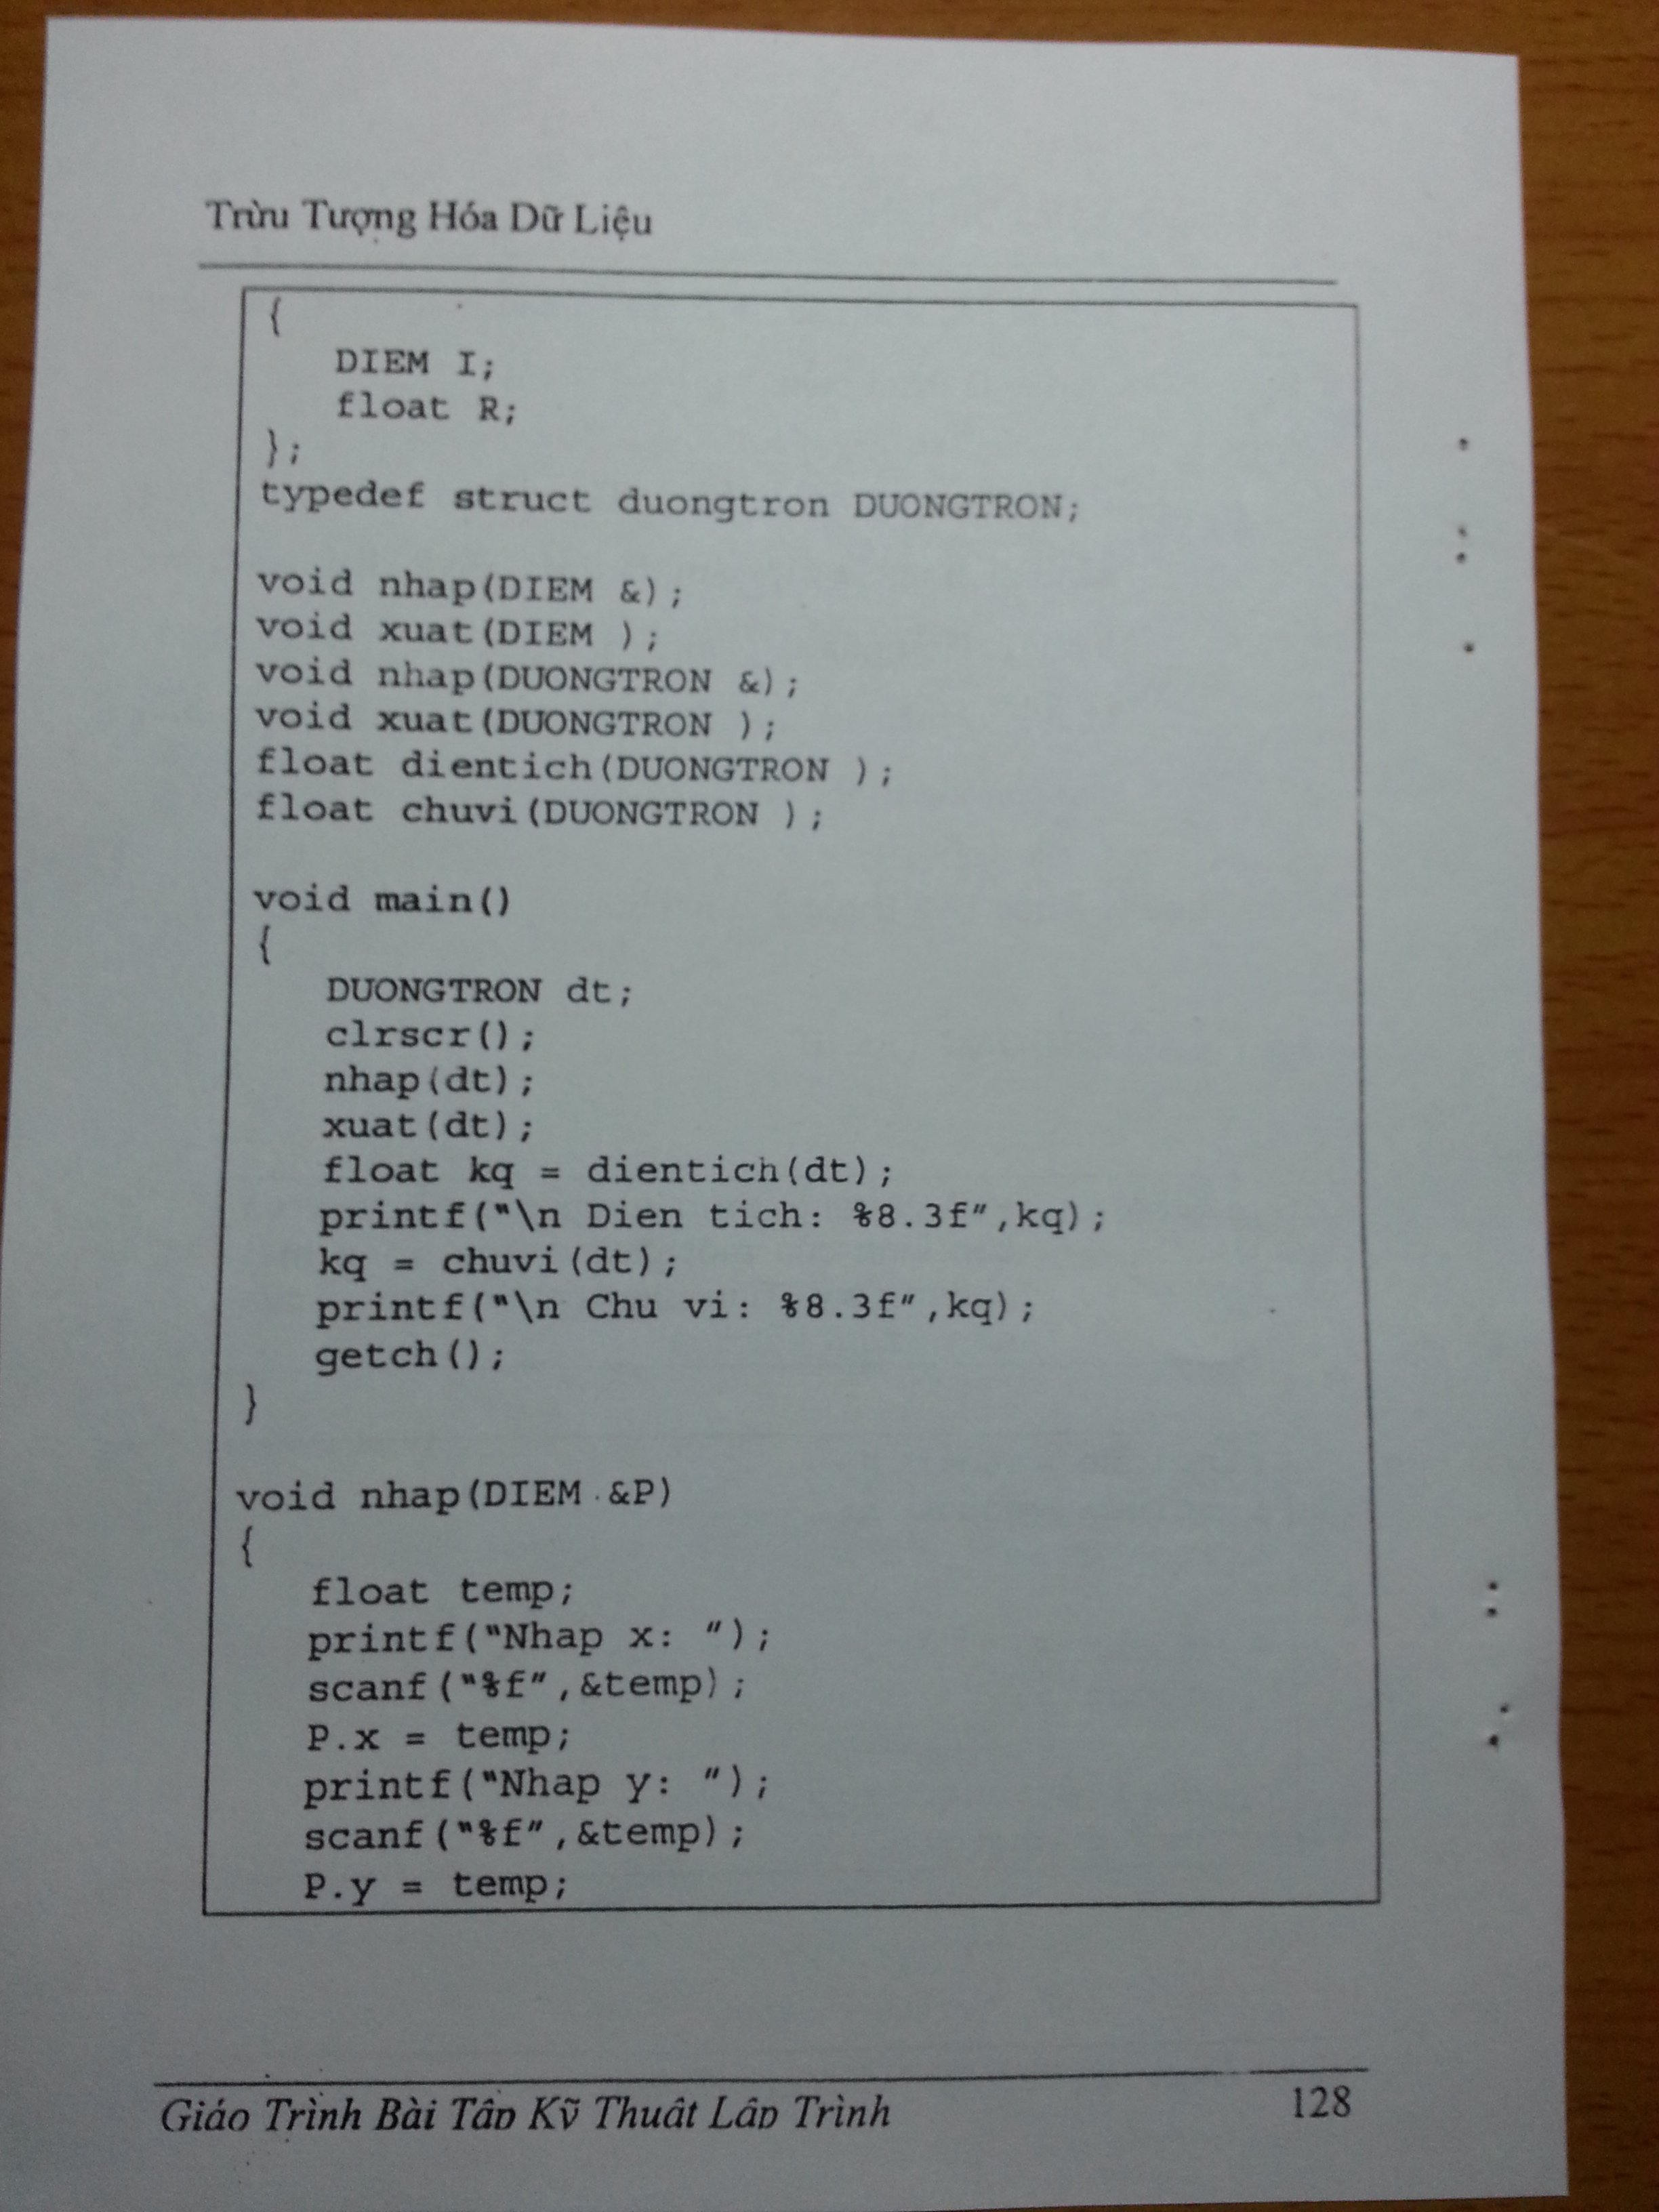 Trừu Tượng Hóa Dữ Liệu
{
DIEM I;
float R;
};
typedef struct duongtron DUONGTRON;
void nhap(DIEM &);
void xuat(DIEM );
void nhap(DUONGTRON &);
void xuat(DUONGTRON );
float dientich(DUONGTRON );
float chuvi(DUONGTRON );
void main()
{
DUONGTRON dt;
clrscr();
nhap(dt);
xuat(dt);
float kq = dientich(dt);
printf("\n Dien tich: %8.3f",kq);
kq = chuvi(dt);
printf("\n Chu vi: %8.3f",kq);
getch();
}
void nhap(DIEM &P)
{
float temp;
printf("Nhap x: ");
scanf("%f",&temp);
P.x = temp;
printf("Nhap y: ");
scanf("%f",&temp);
P.y = temp;
Giáo Trình Bài Tập Kỹ Thuật Lập Trình 128